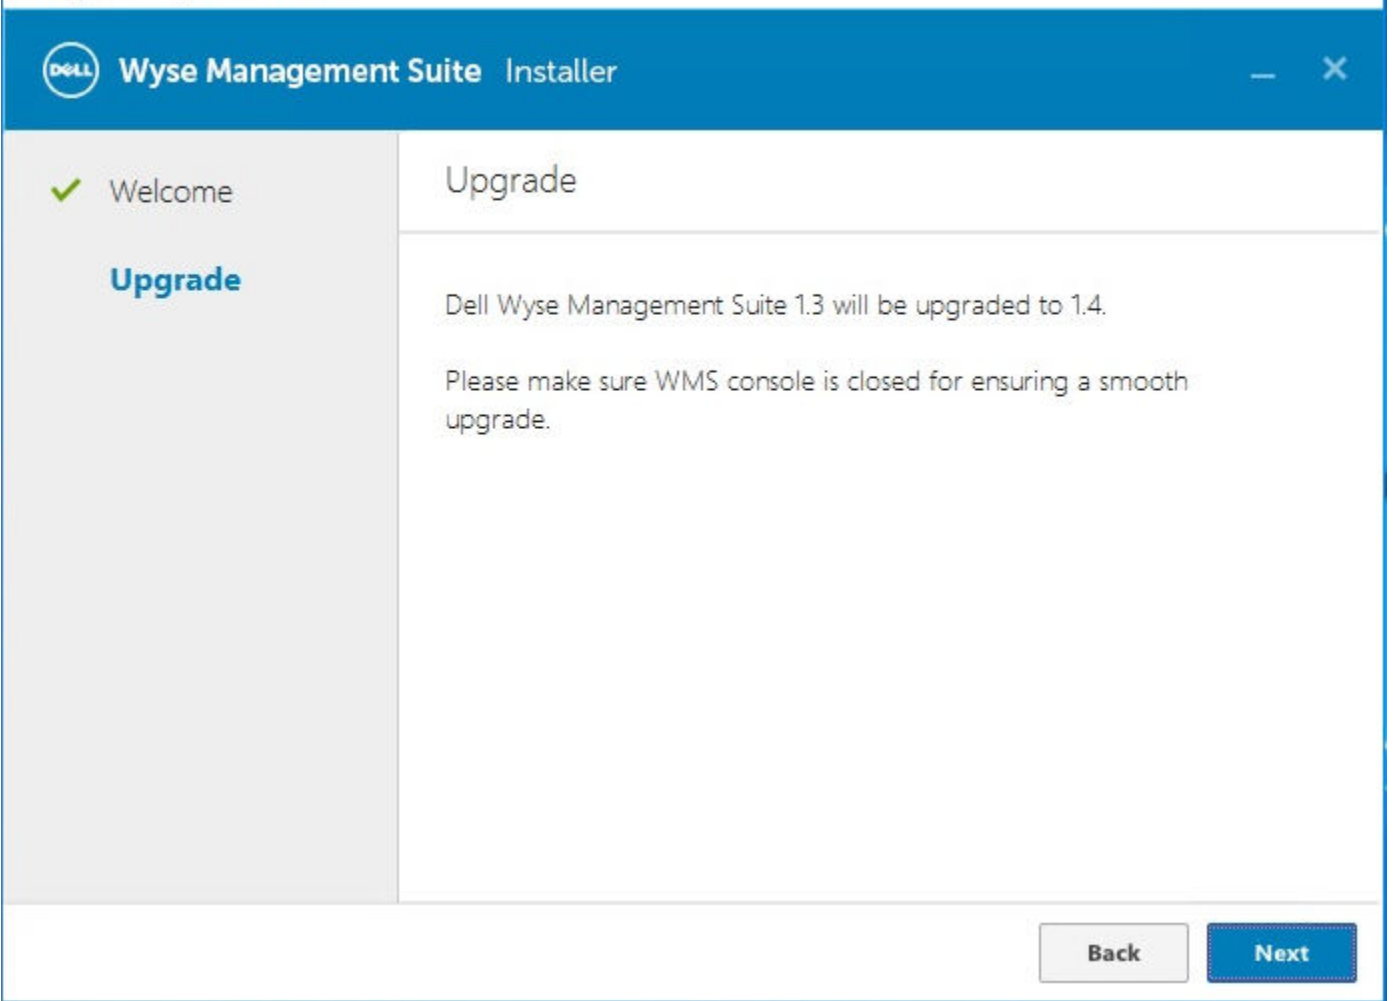 DELL Wyse Management Suite Installer
Welcome
Upgrade
Upgrade
Dell Wyse Management Suite 1.3 will be upgraded to 1.4.
Please make sure WMS console is closed for ensuring a smooth
upgrade.
Back
Next